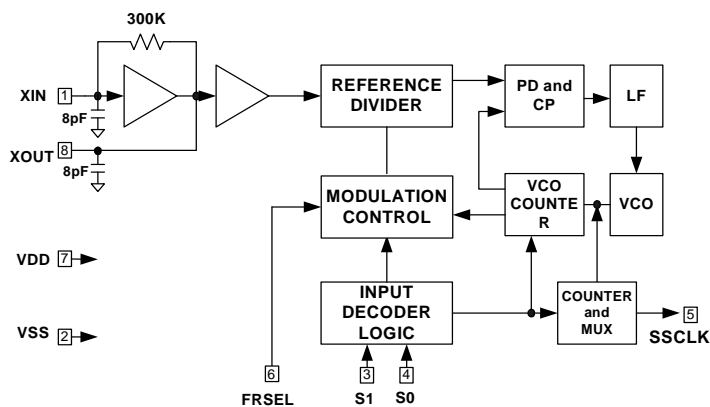 300K
XIN 1
8pF
XOUT 8
8pF
REFERENCE
DIVIDER
PD and
CP
LF
MODULATION
CONTROL
VCO
COUNTE
R
VCO
VDD 7
VSS 2
INPUT
DECODER
LOGIC
COUNTER
and
MUX
5
SSCLK
6
FRSEL
3
S1
4
S0